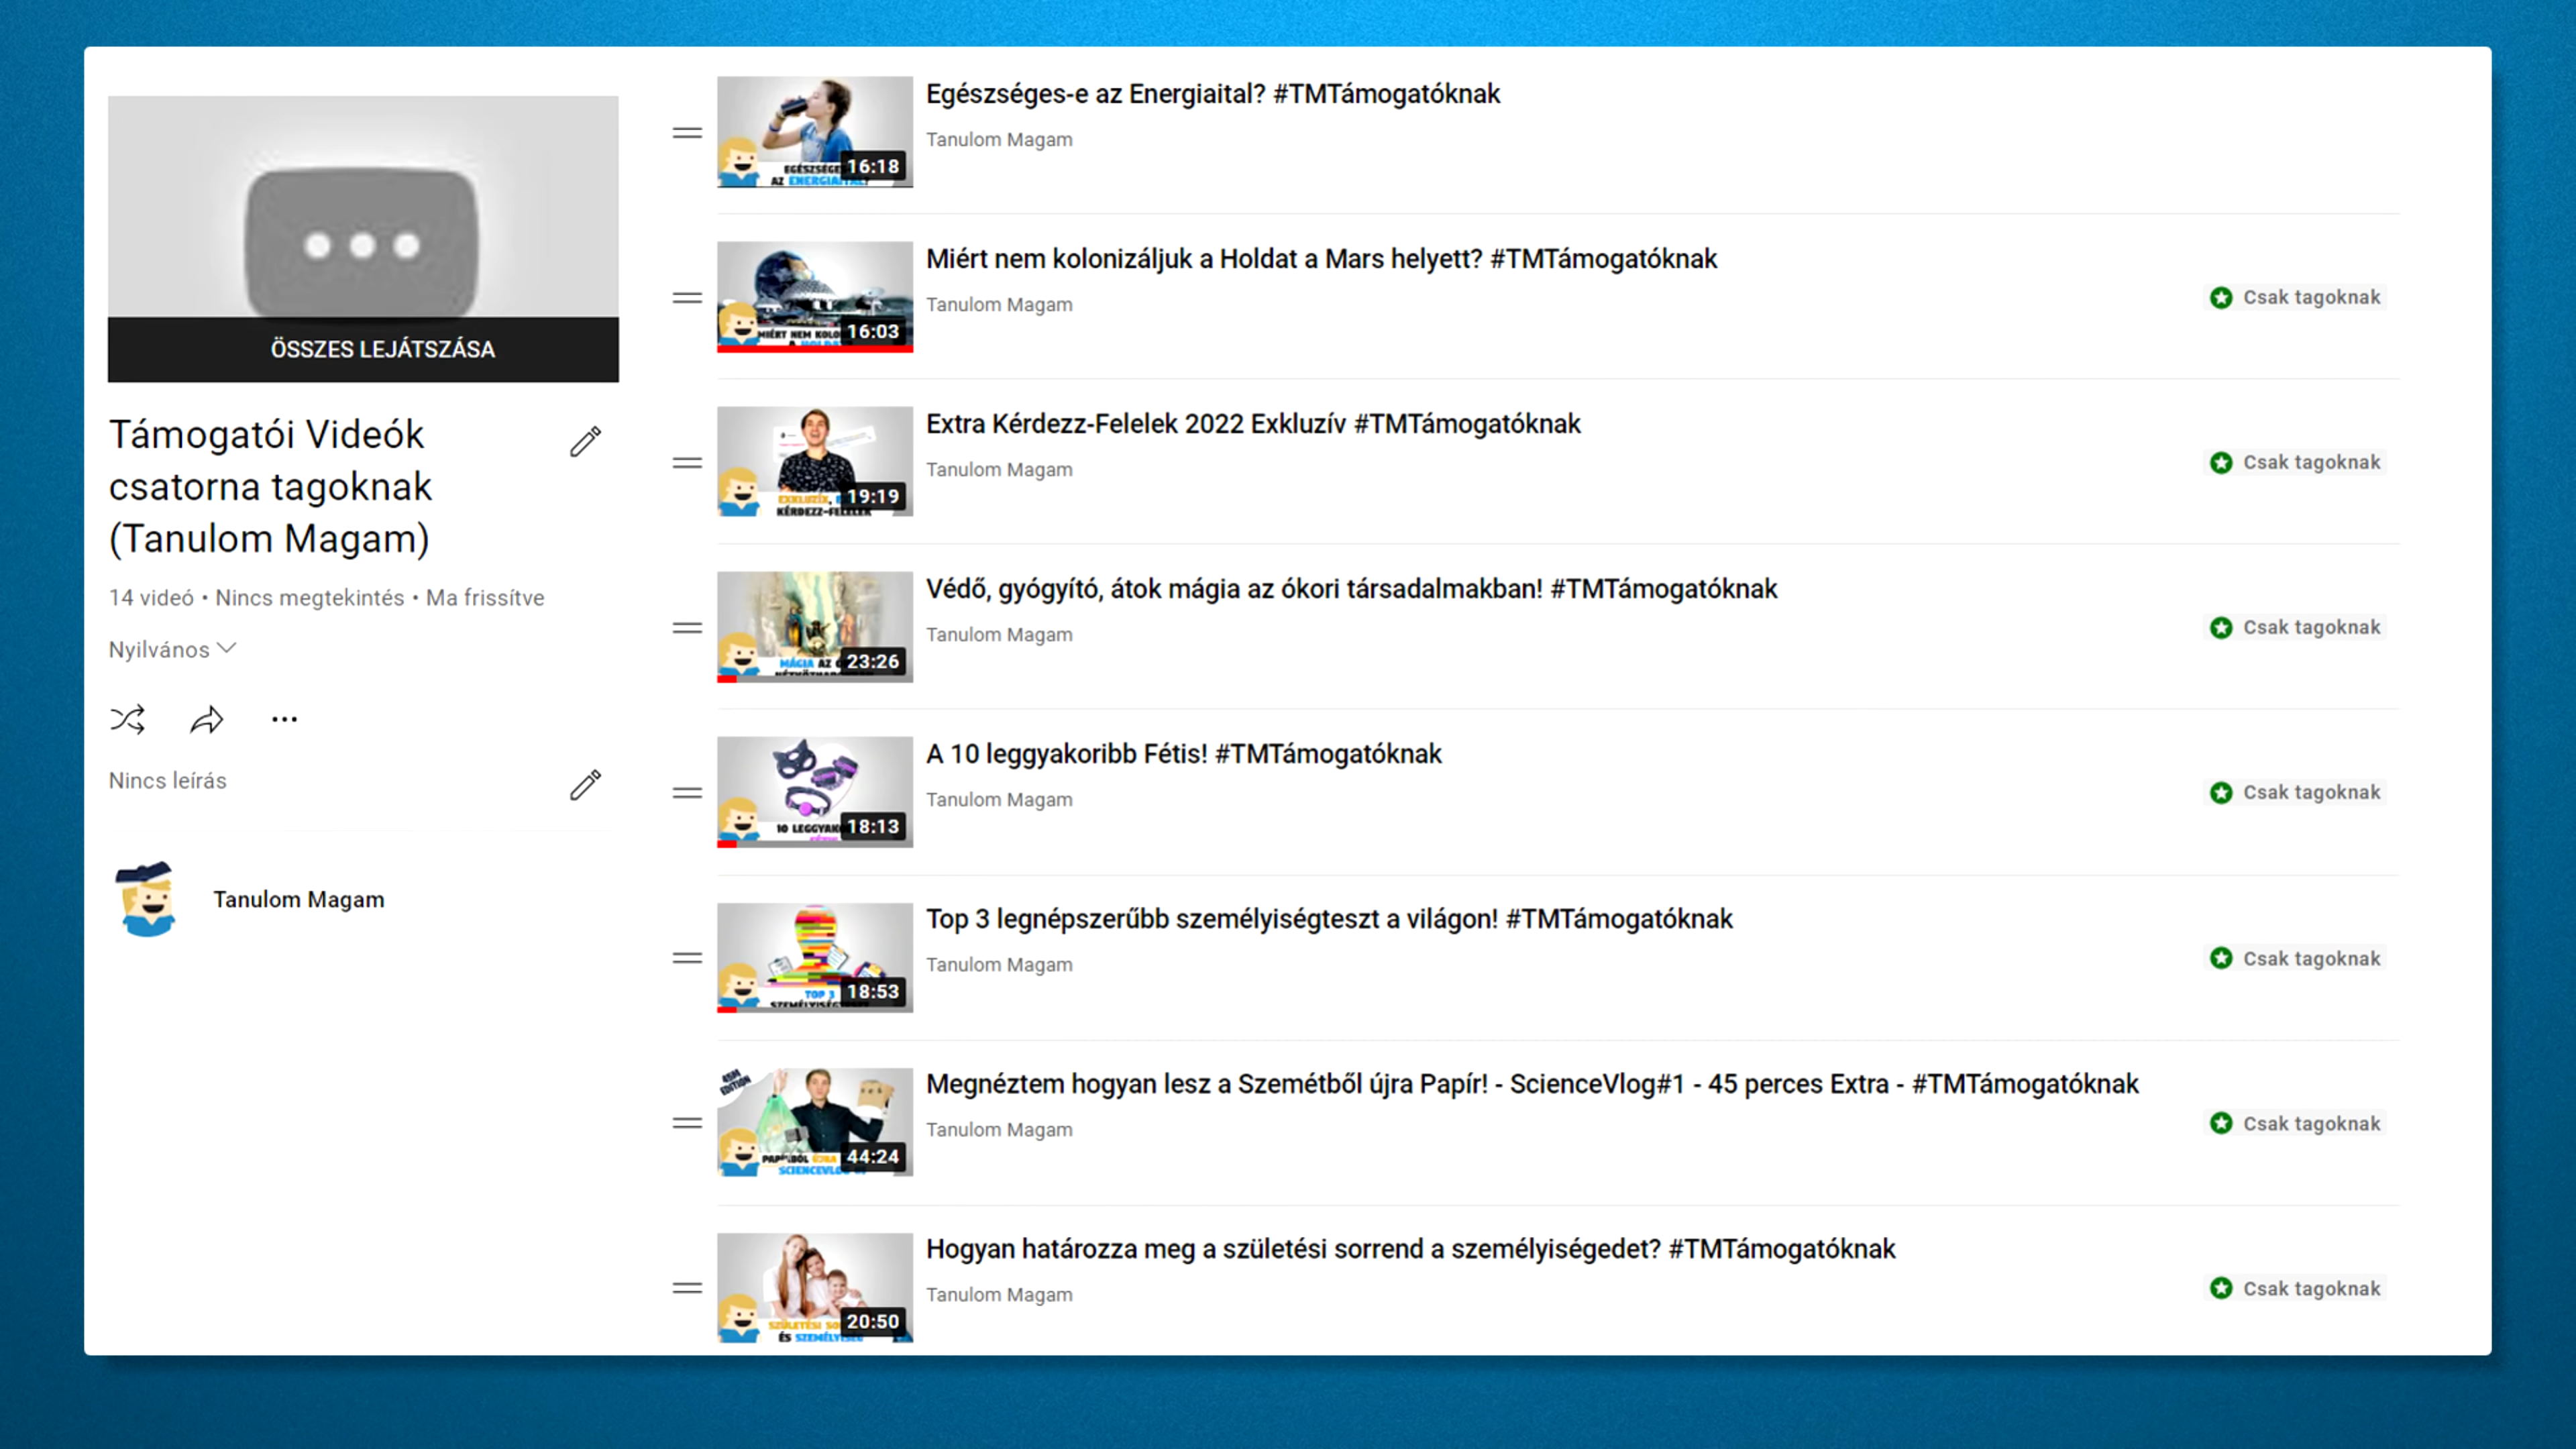 ÖSSZES LEJÁTSZÁSA
Támogatói Videók
csatorna tagoknak
(Tanulom Magam)
14 videó • Nincs megtekintés • Ma frissítve
Nyilvános
Nincs leírás
Tanulom Magam
Egészséges-e az Energiaital? #TMTámogatóknak
Tanulom Magam
EGÉSZSÉGES
AZ ENERGIAITAL?
16:18
Miért nem kolonizáljuk a Holdat a Mars helyett? #TMTámogatóknak
Tanulom Magam
Csak tagoknak
MIÉRT NEM KOLO
16:03
Extra Kérdezz-Felelek 2022 Exkluzív #TMTámogatóknak
Tanulom Magam
Csak tagoknak
EXKLUZÍV,
KÉRDEZZ-FELELEK
19:19
Védő, gyógyító, átok mágia az ókori társadalmakban! #TMTámogatóknak
Tanulom Magam
Csak tagoknak
MÁGIA AZ
23:26
A 10 leggyakoribb Fétis! #TMTámogatóknak
Tanulom Magam
Csak tagoknak
10 LEGGYAK
18:13
Top 3 legnépszerűbb személyiségteszt a világon! #TMTámogatóknak
Tanulom Magam
Csak tagoknak
TOP 3
18:53
Megnéztem hogyan lesz a Szemétből újra Papír! - ScienceVlog#1 - 45 perces Extra - #TMTámogatóknak
Tanulom Magam
Csak tagoknak
45M
EDITION
44:24
Hogyan határozza meg a születési sorrend a személyiségedet? #TMTámogatóknak
Tanulom Magam
Csak tagoknak
SZÜLETÉSI SO
ÉS SZEMÉLYISÉG
20:50